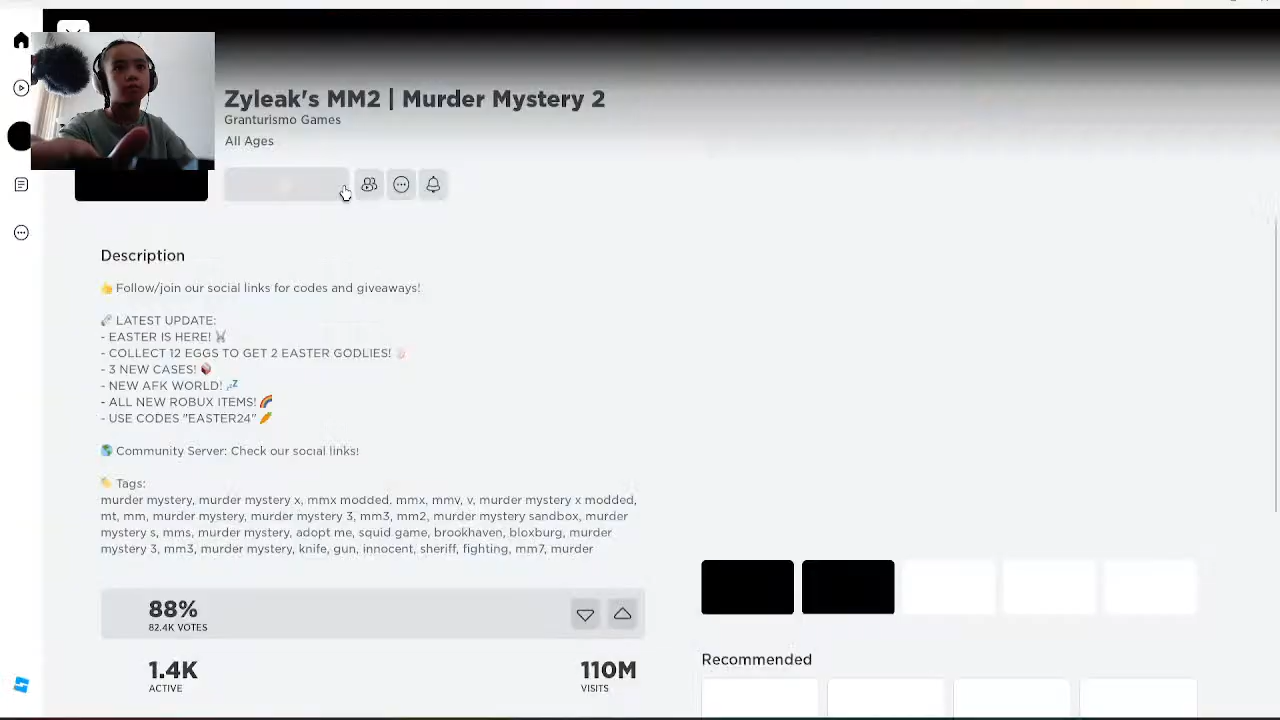 Zyleak's MM2 | Murder Mystery 2
Granturismo Games
All Ages
Description
👍 Follow/join our social links for codes and giveaways!
LATEST UPDATE:
- EASTER IS HERE! 🐰
- COLLECT 12 EGGS TO GET 2 EASTER GODLIES!
- 3 NEW CASES!
- NEW AFK WORLD! 💤
- ALL NEW ROBUX ITEMS! 🌈
- USE CODES "EASTER24" 🥕
🌎 Community Server: Check our social links!
🏷️ Tags:
murder mystery, murder mystery x, mmx modded, mmx, mmv, v, murder mystery x modded,
mt, mm, murder mystery, murder mystery 3, mm3, mm2, murder mystery sandbox, murder
mystery s, mms, murder mystery, adopt me, squid game, brookhaven, bloxburg, murder
mystery 3, mm3, murder mystery, knife, gun, innocent, sheriff, fighting, mm7, murder
88%
82.4K VOTES
1.4K
ACTIVE
110M
VISITS
Recommended